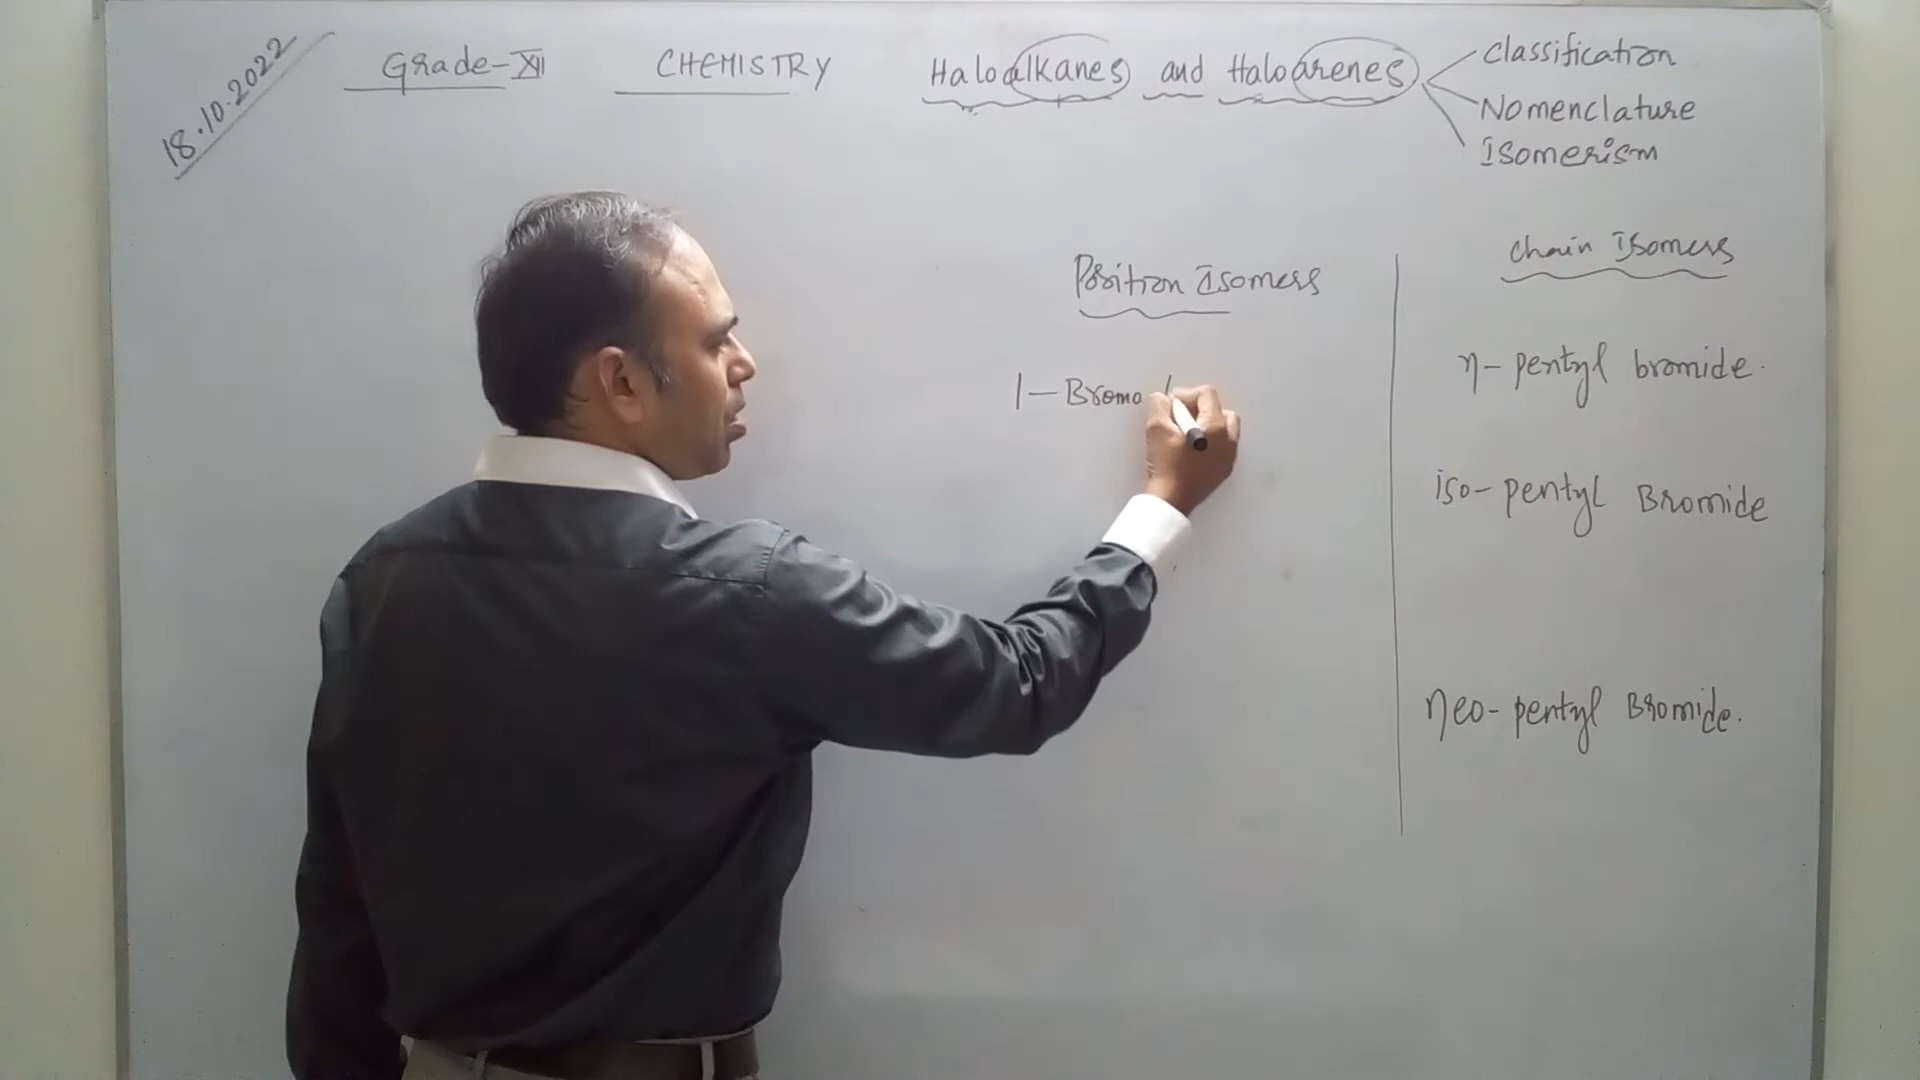 18.10.2022
Grade-XII CHEMISTRY Haloalkanes and Haloarenes
Classification
Nomenclature
Isomerism
Position Isomers
1-Bromo
Chain Isomers
n-pentyl bromide.
iso-pentyl Bromide
neo-pentyl Bromide.